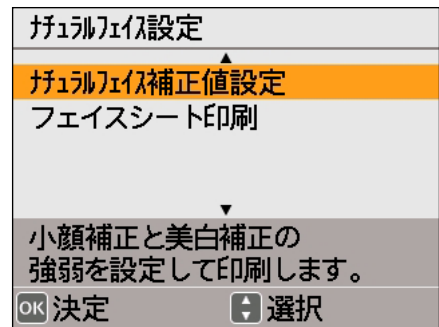 ﾅﾁｭﾗﾙﾌｪｲｽ設定
ﾅﾁｭﾗﾙﾌｪｲｽ補正値設定
フェイスシート印刷
小顔補正と美白補正の
強弱を設定して印刷します。
OK 決定 選択